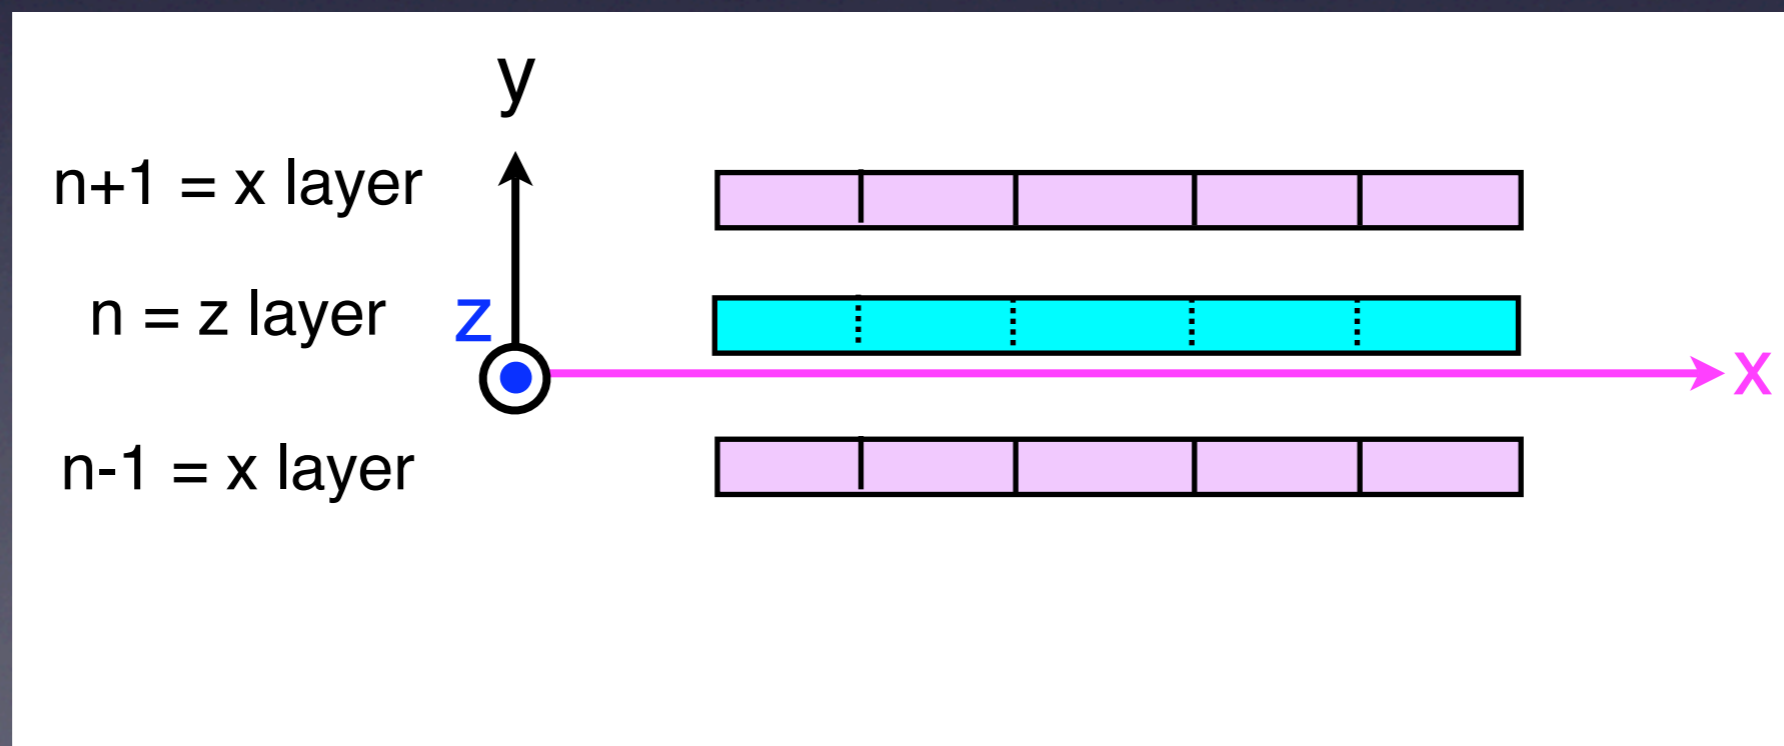 y
n+1 = x layer
n = z layer
z
x
n-1 = x layer